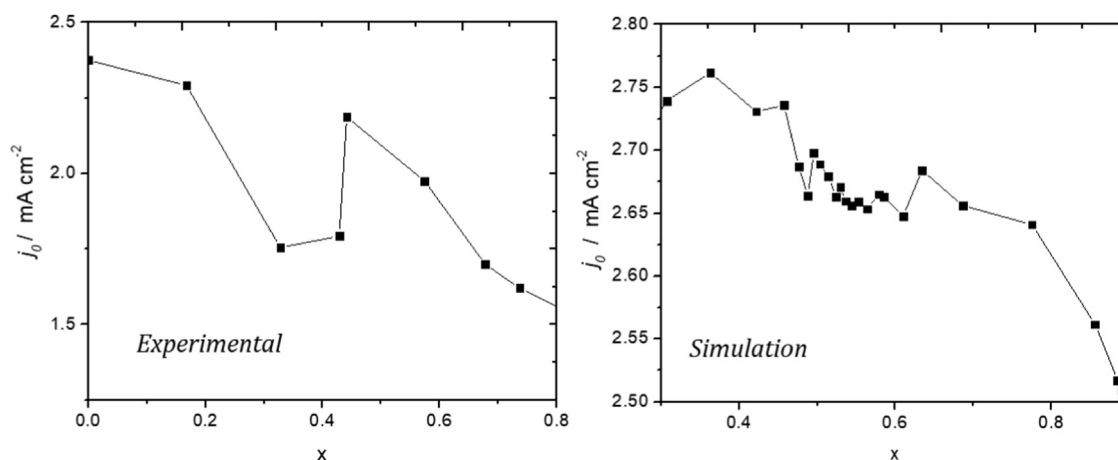 2.5
2.0
1.5
j₀ / mA cm⁻²
Experimental
0.0 0.2 0.4 0.6 0.8
x
2.80
2.75
2.70
2.65
2.60
2.55
2.50
j₀ / mA cm⁻²
Simulation
0.4 0.6 0.8
x